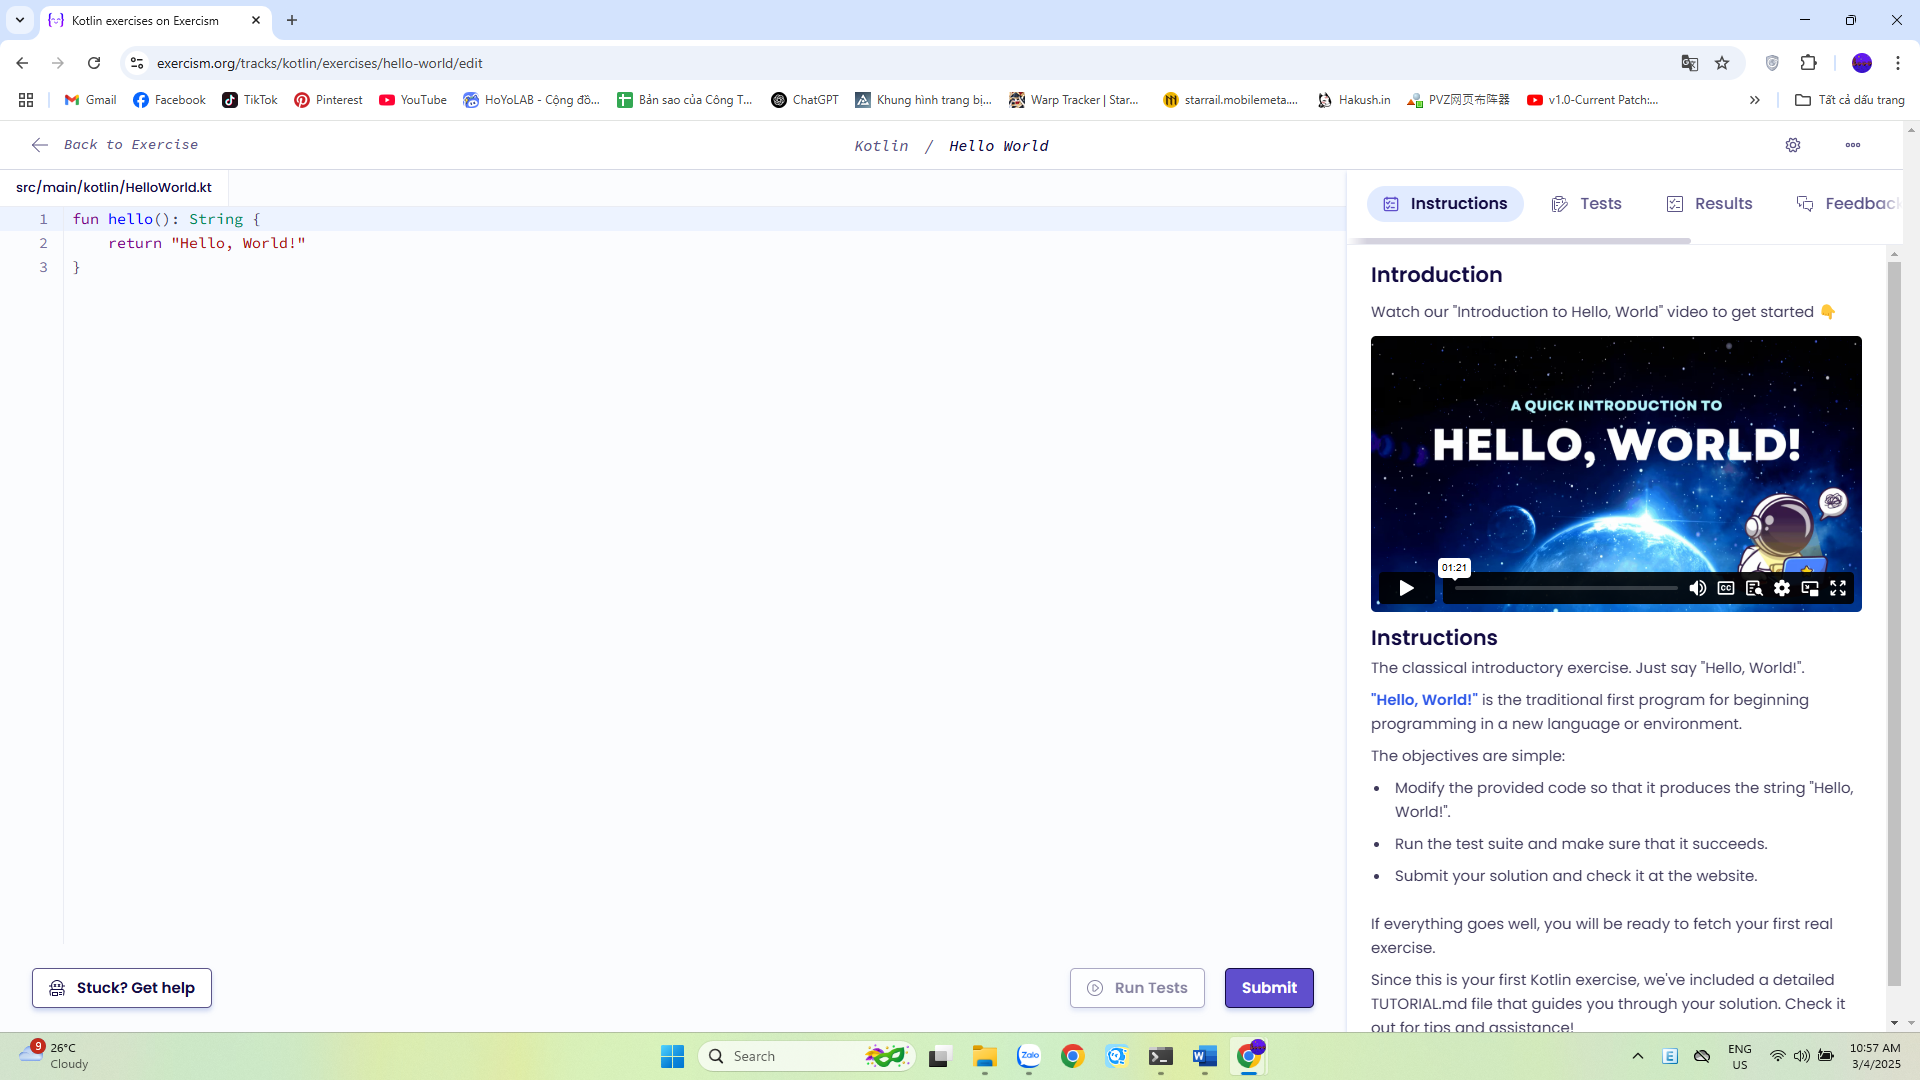 Kotlin exercises on Exercism
exercism.org/tracks/kotlin/exercises/hello-world/edit
Gmail
Facebook
TikTok
Pinterest
YouTube
HoYoLAB - Cộng đồ...
Bản sao của Công T...
ChatGPT
Khung hình trang bị...
Warp Tracker | Star...
starrail.mobilemeta....
Hakush.in
PVZ网页布阵器
v1.0-Current Patch:...
Tất cả dấu trang
Back to Exercise
Kotlin / Hello World
src/main/kotlin/HelloWorld.kt
1 fun hello(): String {
2 return "Hello, World!"
3 }
Stuck? Get help
Run Tests
Submit
Instructions
Tests
Results
Feedback
Introduction
Watch our "Introduction to Hello, World" video to get started
A QUICK INTRODUCTION TO
HELLO, WORLD!
01:21
CC
Instructions
The classical introductory exercise. Just say "Hello, World!".
"Hello, World!" is the traditional first program for beginning
programming in a new language or environment.
The objectives are simple:
• Modify the provided code so that it produces the string "Hello,
World!".
• Run the test suite and make sure that it succeeds.
• Submit your solution and check it at the website.
If everything goes well, you will be ready to fetch your first real
exercise.
Since this is your first Kotlin exercise, we've included a detailed
TUTORIAL.md file that guides you through your solution. Check it
out for tips and assistance!
9
26°C
Cloudy
Search
Zalo
W
E
ENG
US
10:57 AM
3/4/2025